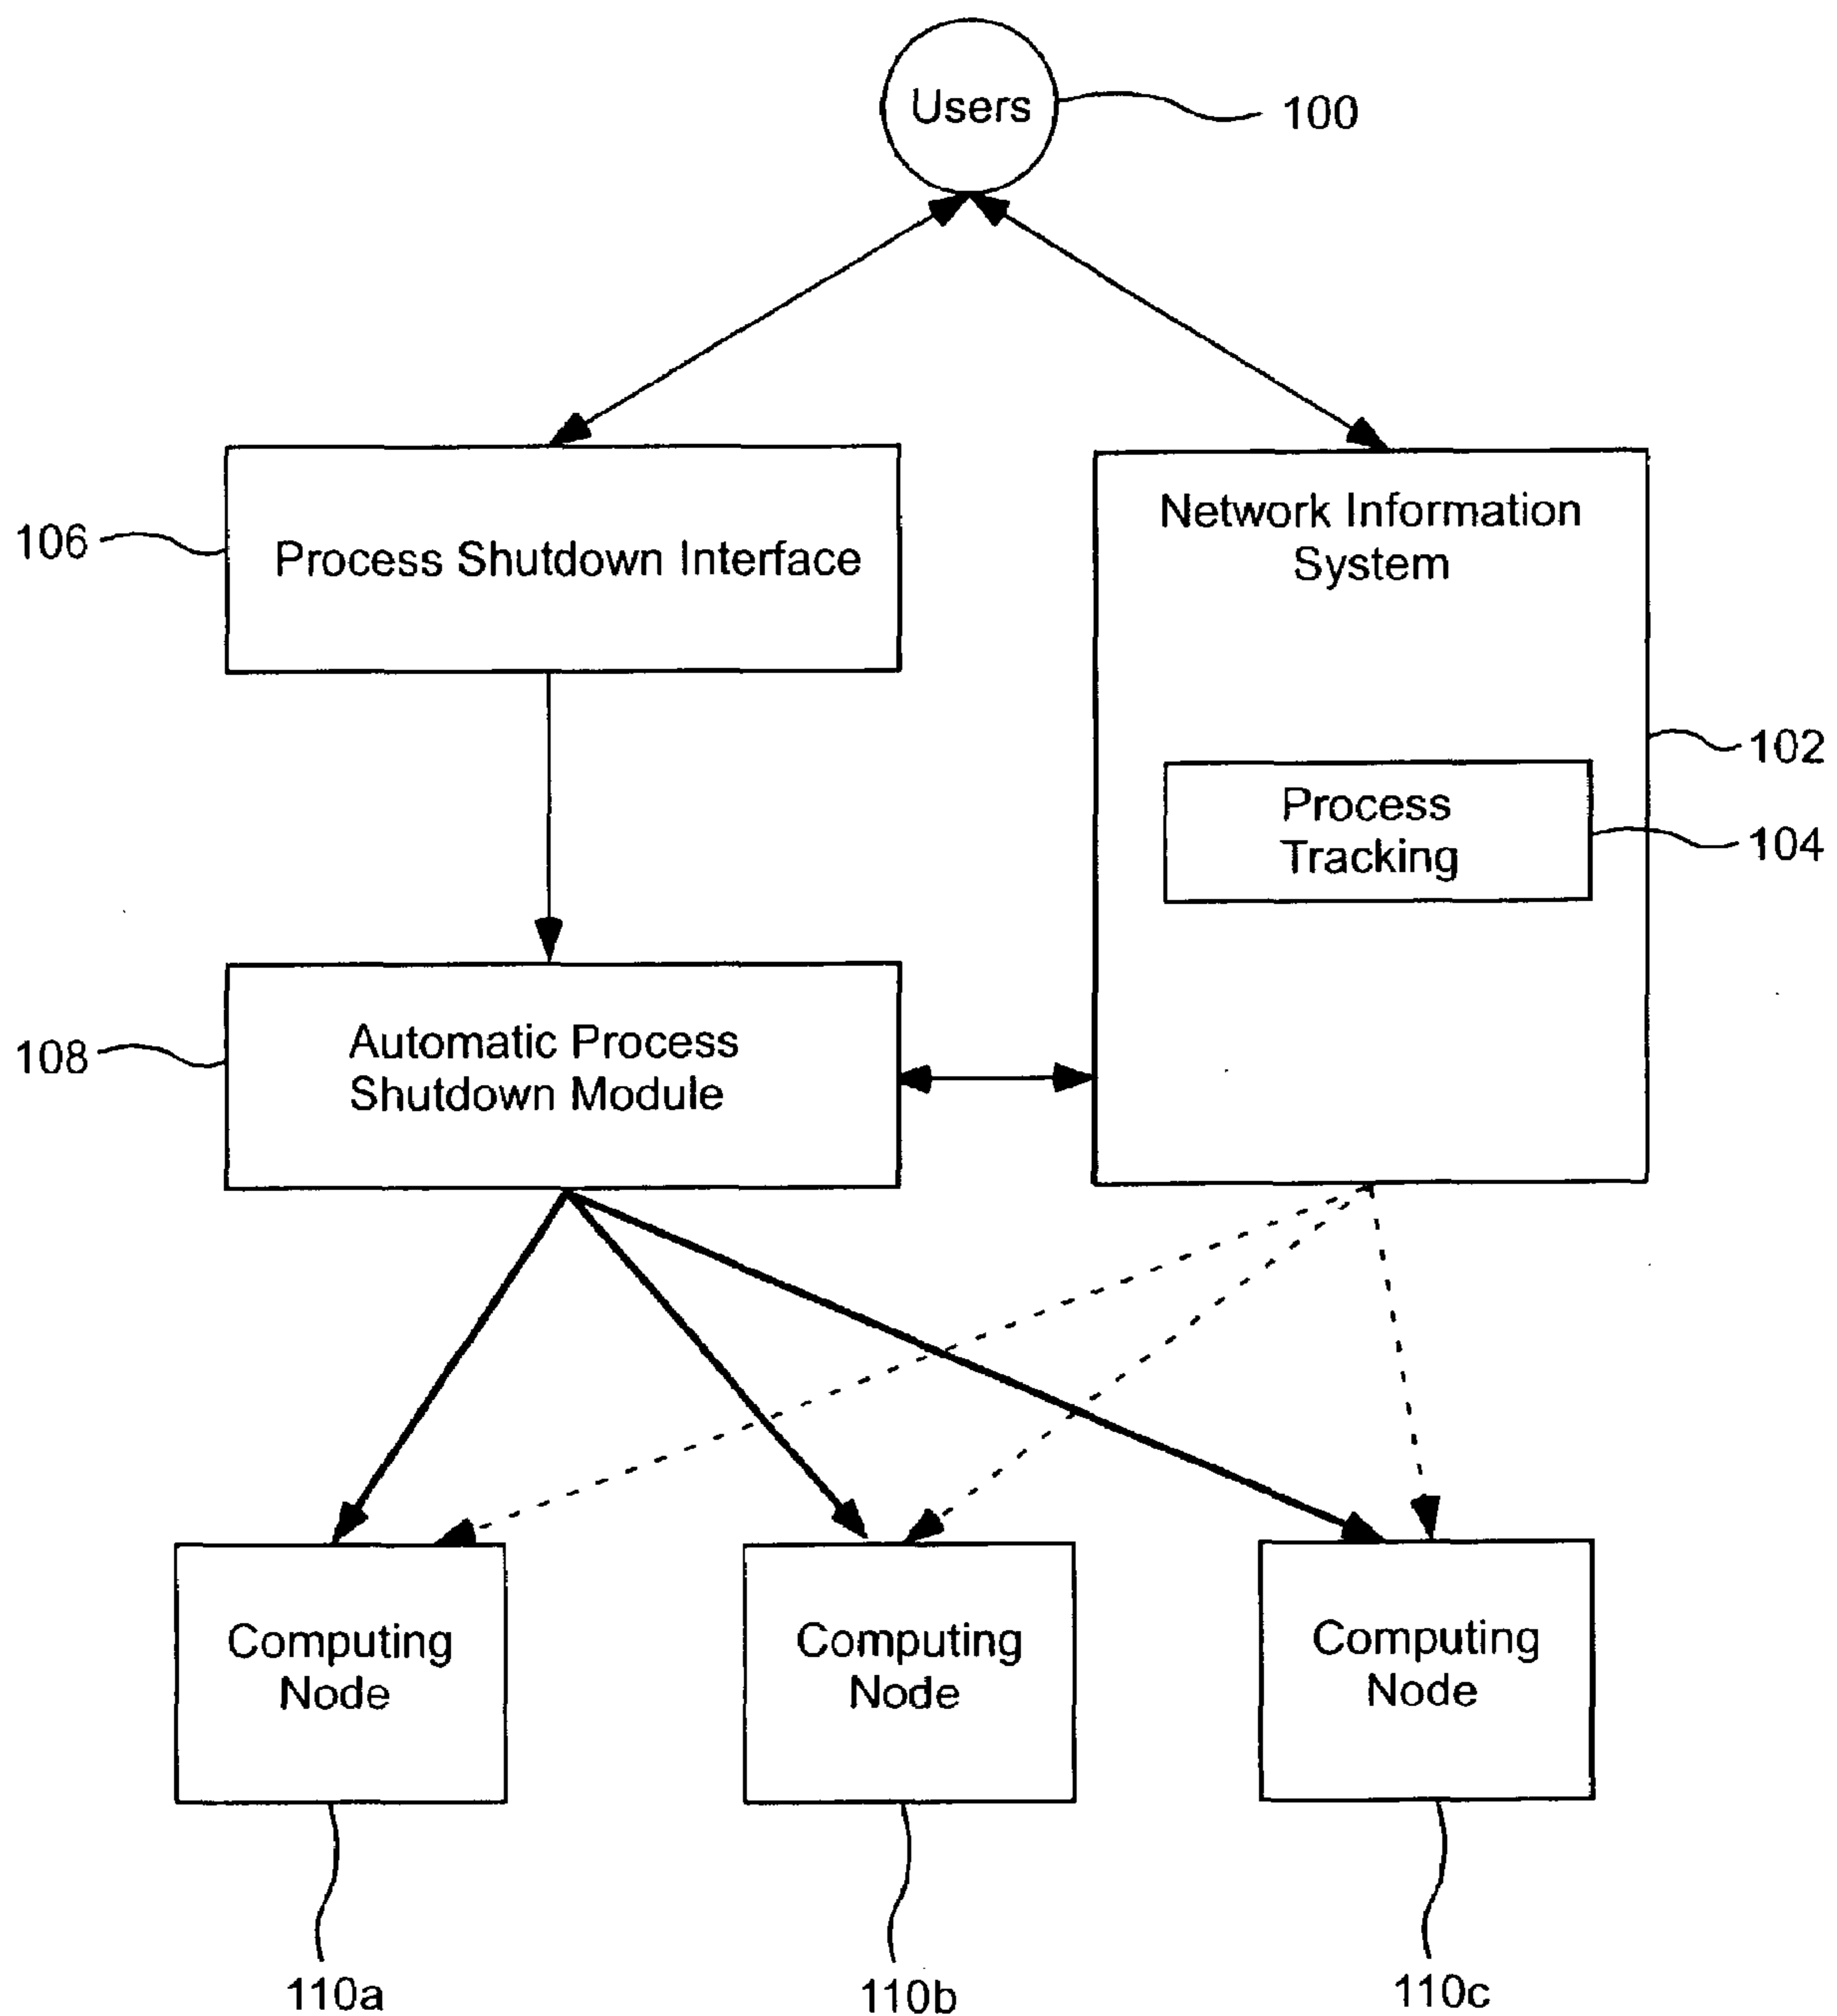 Users
100
Process Shutdown Interface
106
Network Information
System
102
Process
Tracking
104
Automatic Process
Shutdown Module
108
Computing
Node
Computing
Node
Computing
Node
110a
110b
110c